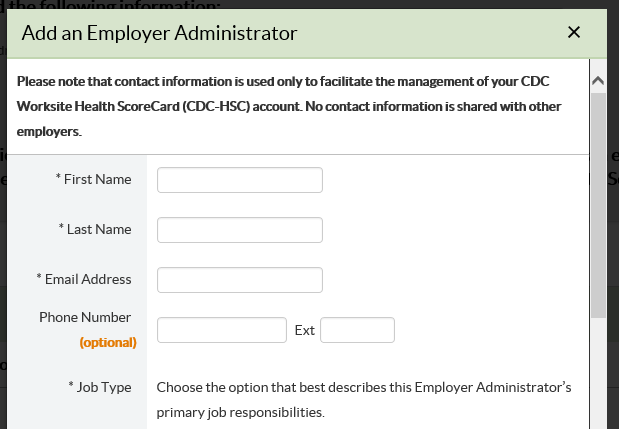 d the following information:
Add an Employer Administrator
Please note that contact information is used only to facilitate the management of your CDC
Worksite Health ScoreCard (CDC-HSC) account. No contact information is shared with other
employers.
* First Name
* Last Name
* Email Address
Phone Number
Ext
(optional)
* Job Type
Choose the option that best describes this Employer Administrator’s
primary job responsibilities.